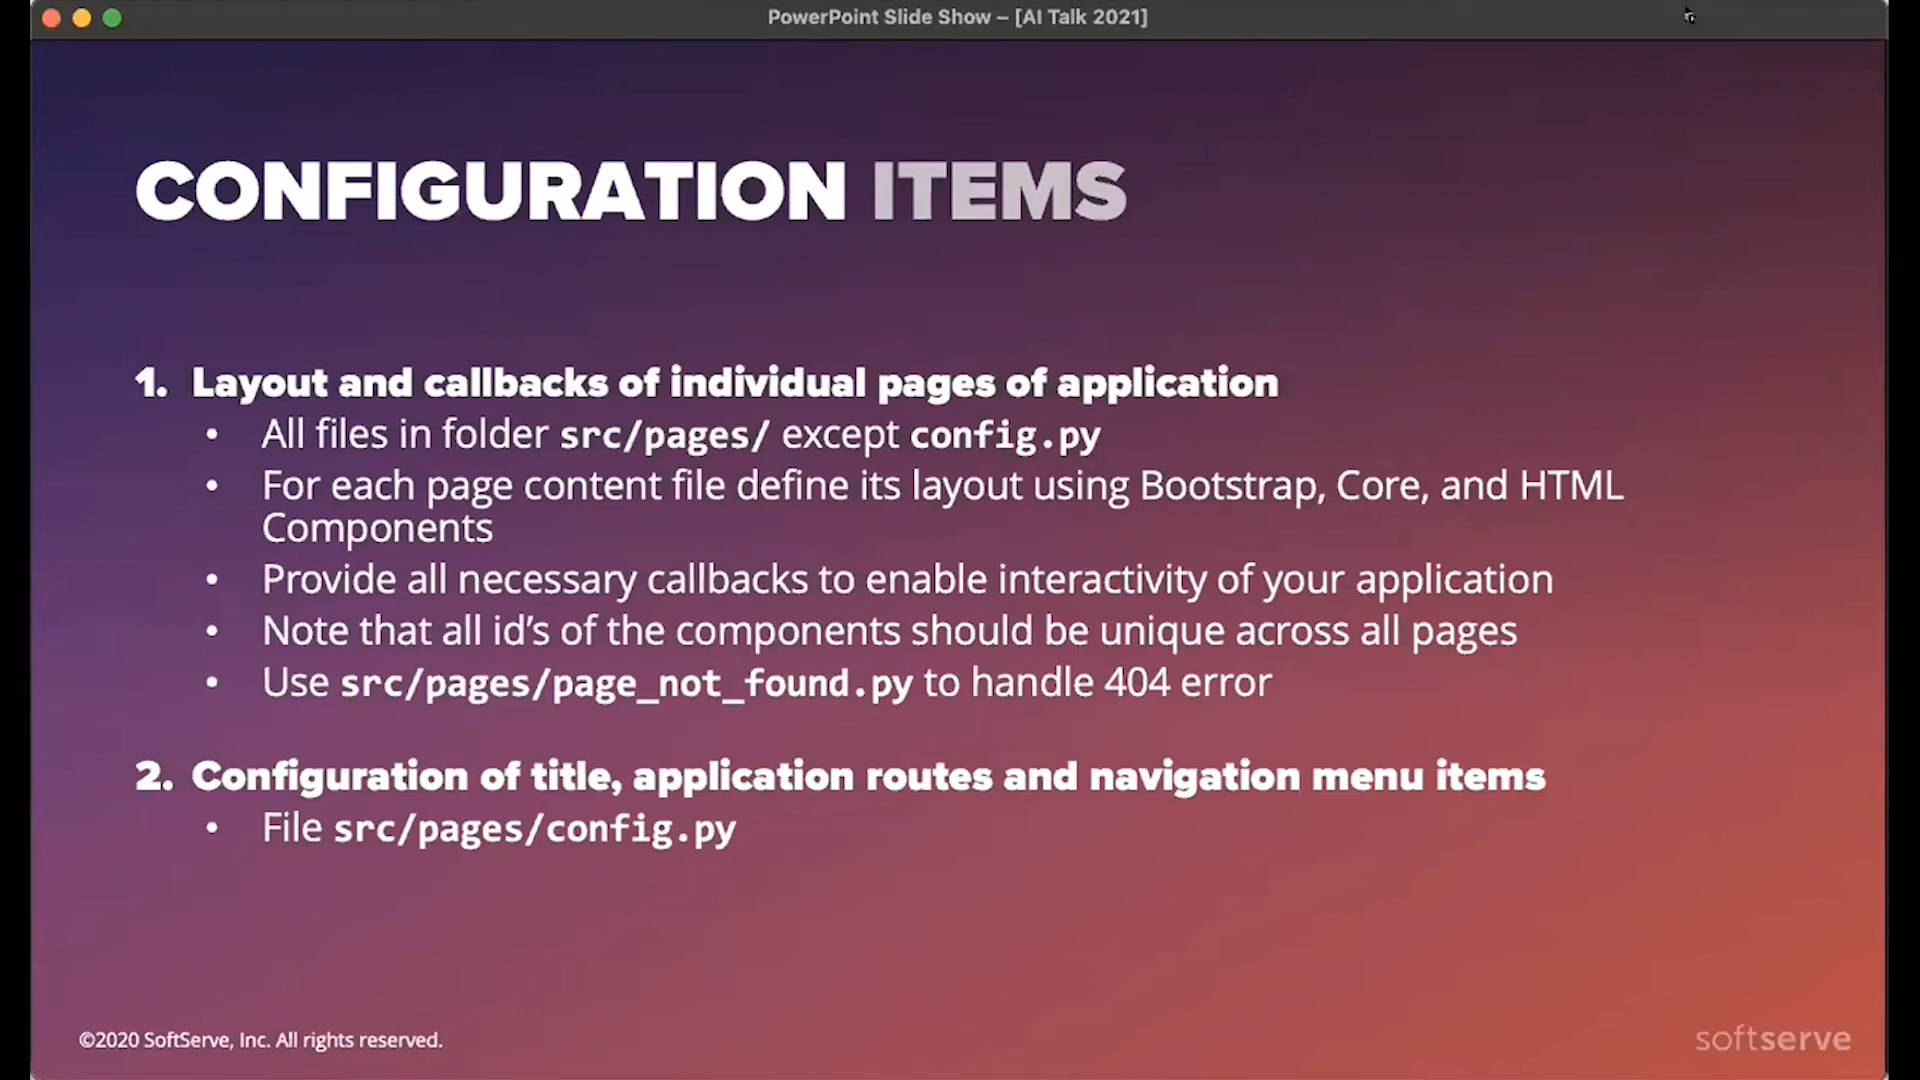 PowerPoint Slide Show – [AI Talk 2021]
CONFIGURATION ITEMS
1. Layout and callbacks of individual pages of application
• All files in folder src/pages/ except config.py
• For each page content file define its layout using Bootstrap, Core, and HTML
Components
• Provide all necessary callbacks to enable interactivity of your application
• Note that all id’s of the components should be unique across all pages
• Use src/pages/page_not_found.py to handle 404 error
2. Configuration of title, application routes and navigation menu items
• File src/pages/config.py
©2020 SoftServe, Inc. All rights reserved.
softserve